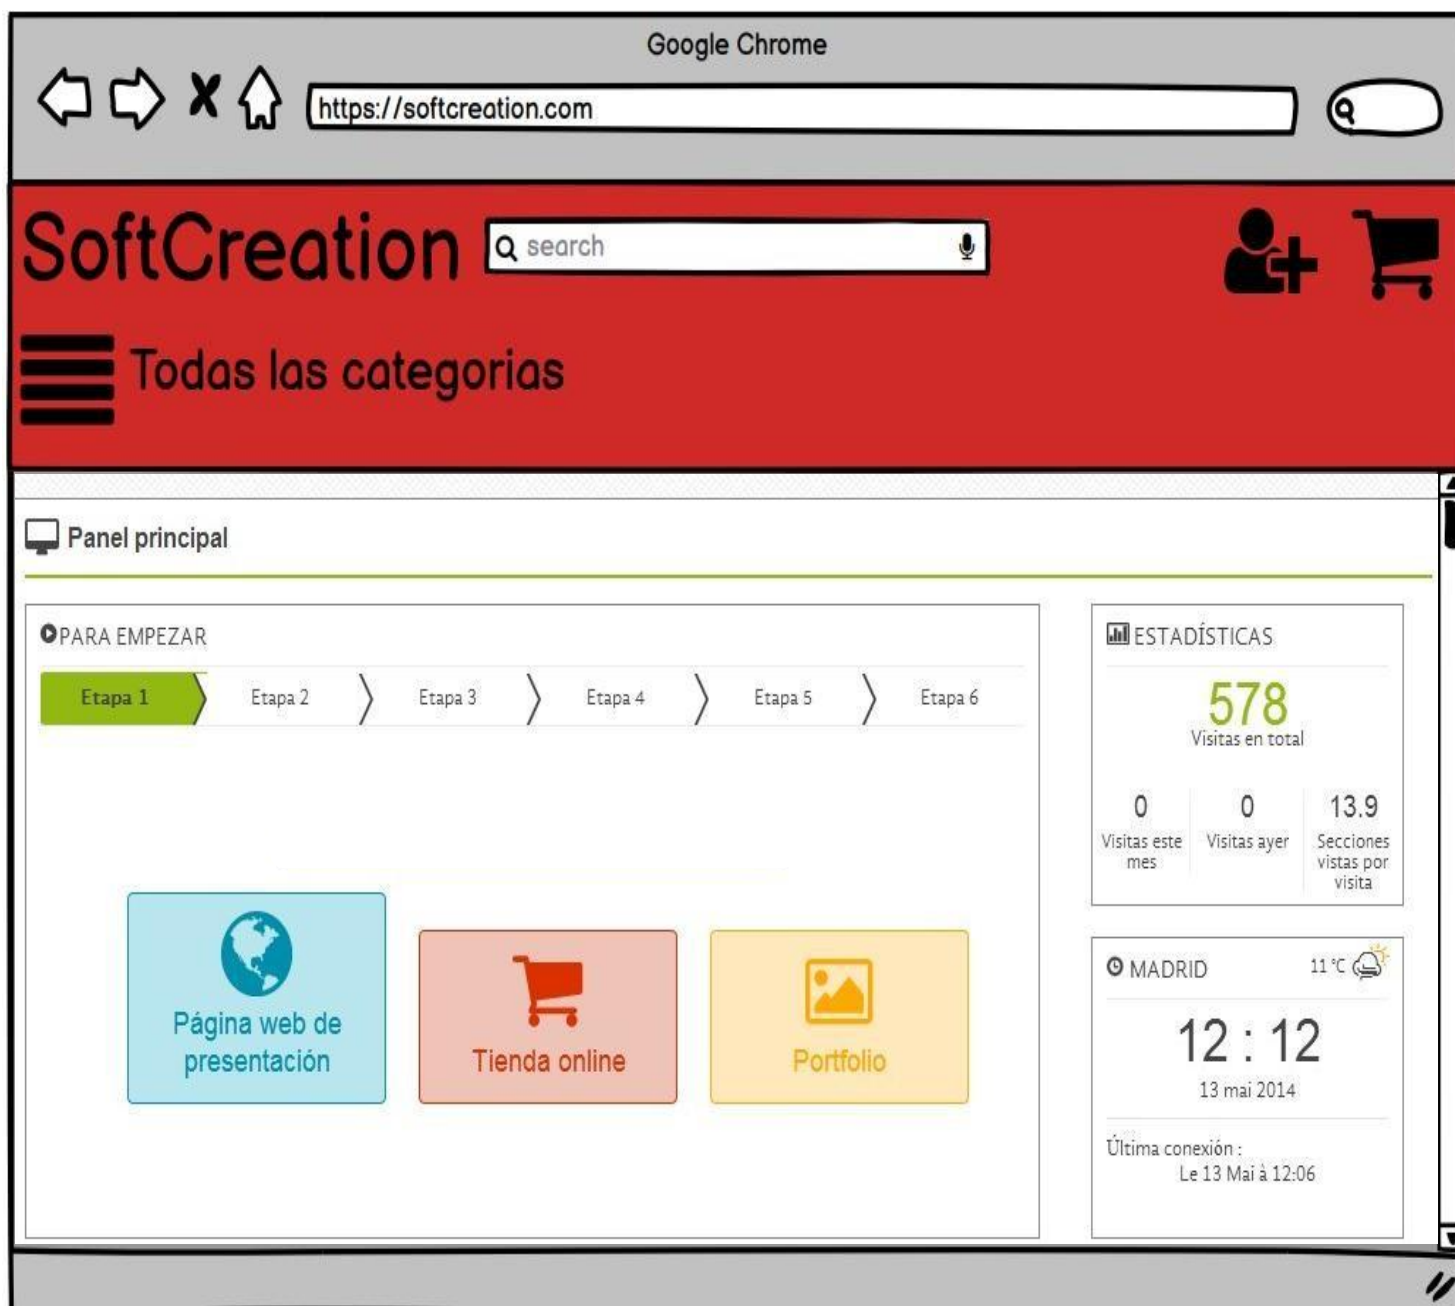 Google Chrome
https://softcreation.com
SoftCreation
search
Todas las categorias
Panel principal
PARA EMPEZAR
Etapa 1 Etapa 2 Etapa 3 Etapa 4 Etapa 5 Etapa 6
Página web de
presentación
Tienda online
Portfolio
ESTADÍSTICAS
578
Visitas en total
0 0 13.9
Visitas este Visitas ayer Secciones
mes vistas por
visita
MADRID 11 °C
12 : 12
13 mai 2014
Última conexión :
Le 13 Mai à 12:06